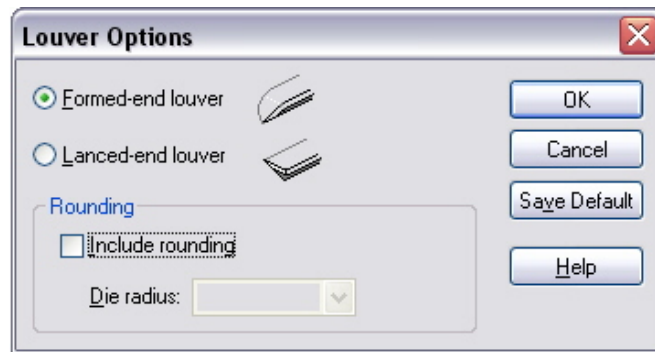 Louver Options
Formed-end louver
OK
Lanced-end louver
Cancel
Save Default
Rounding
Include rounding
Help
Die radius: